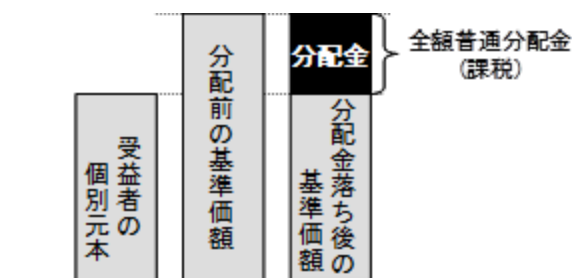 受益者の
個別元本
分配前の基準価額
分配金
分配金落ち後の
基準価額
全額普通分配金
(課税)